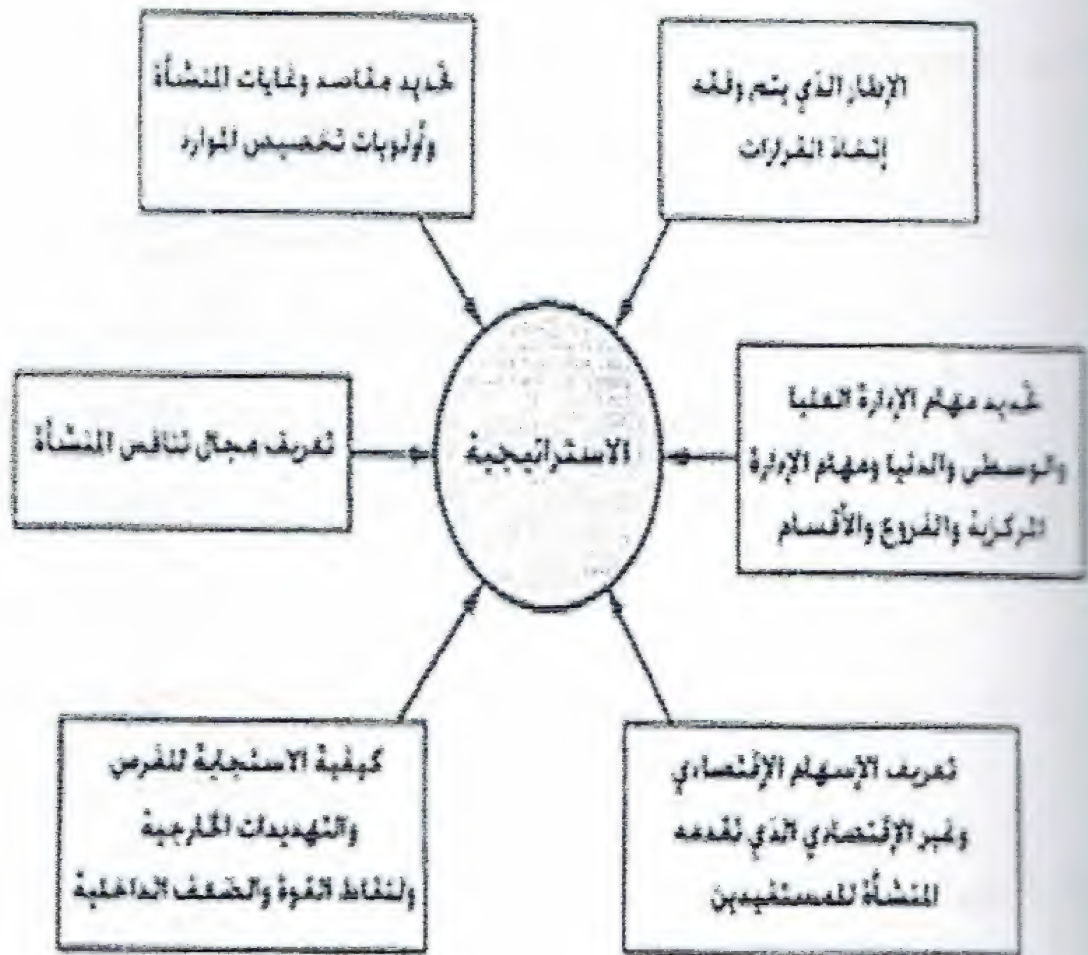 الإطار الذي يتم وفقه
إتخاذ القرارات
تحديد مقاصد وغايات المنشأة
وأولويات تخصيص الموارد
تحديد مهام الإدارة العليا
والوسطى والدنيا ومهام الإدارة
المركزية والفروع والأقسام
الاستراتيجية
تعريف مجال تنافس المنشأة
تعريف الإسهام الإقتصادي
وغير الإقتصادي الذي تقدمه
المنشأة للمستفيدين
كيفية الاستجابة للفرص
والتهديدات الخارجية
ولنقاط القوة والضعف الداخلية